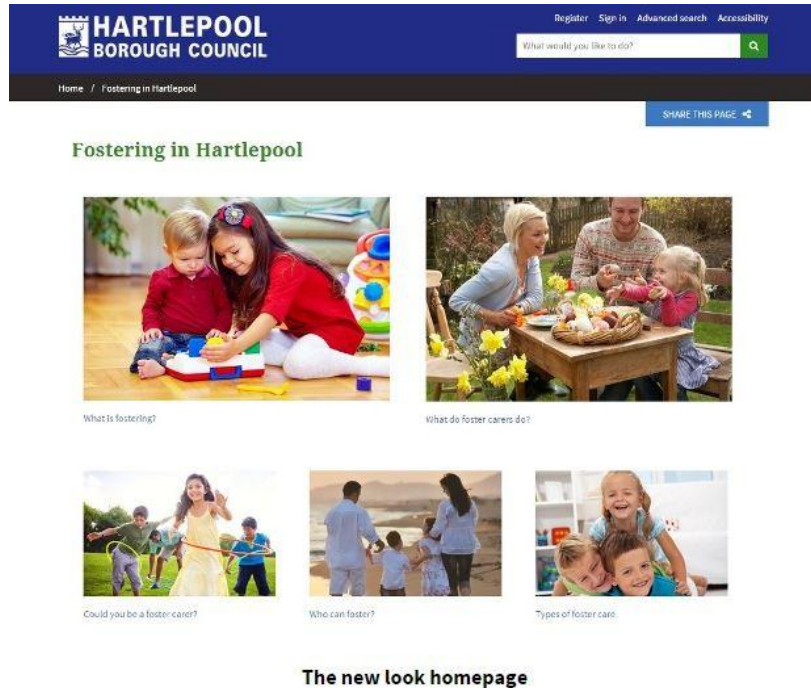 HARTLEPOOL
BOROUGH COUNCIL
Register Sign in Advanced search Accessibility
What would you like to do?
Home / Fostering in Hartlepool
SHARE THIS PAGE
Fostering in Hartlepool
What is fostering?
What do foster carers do?
Could you be a foster carer?
Who can foster?
Types of foster care
The new look homepage